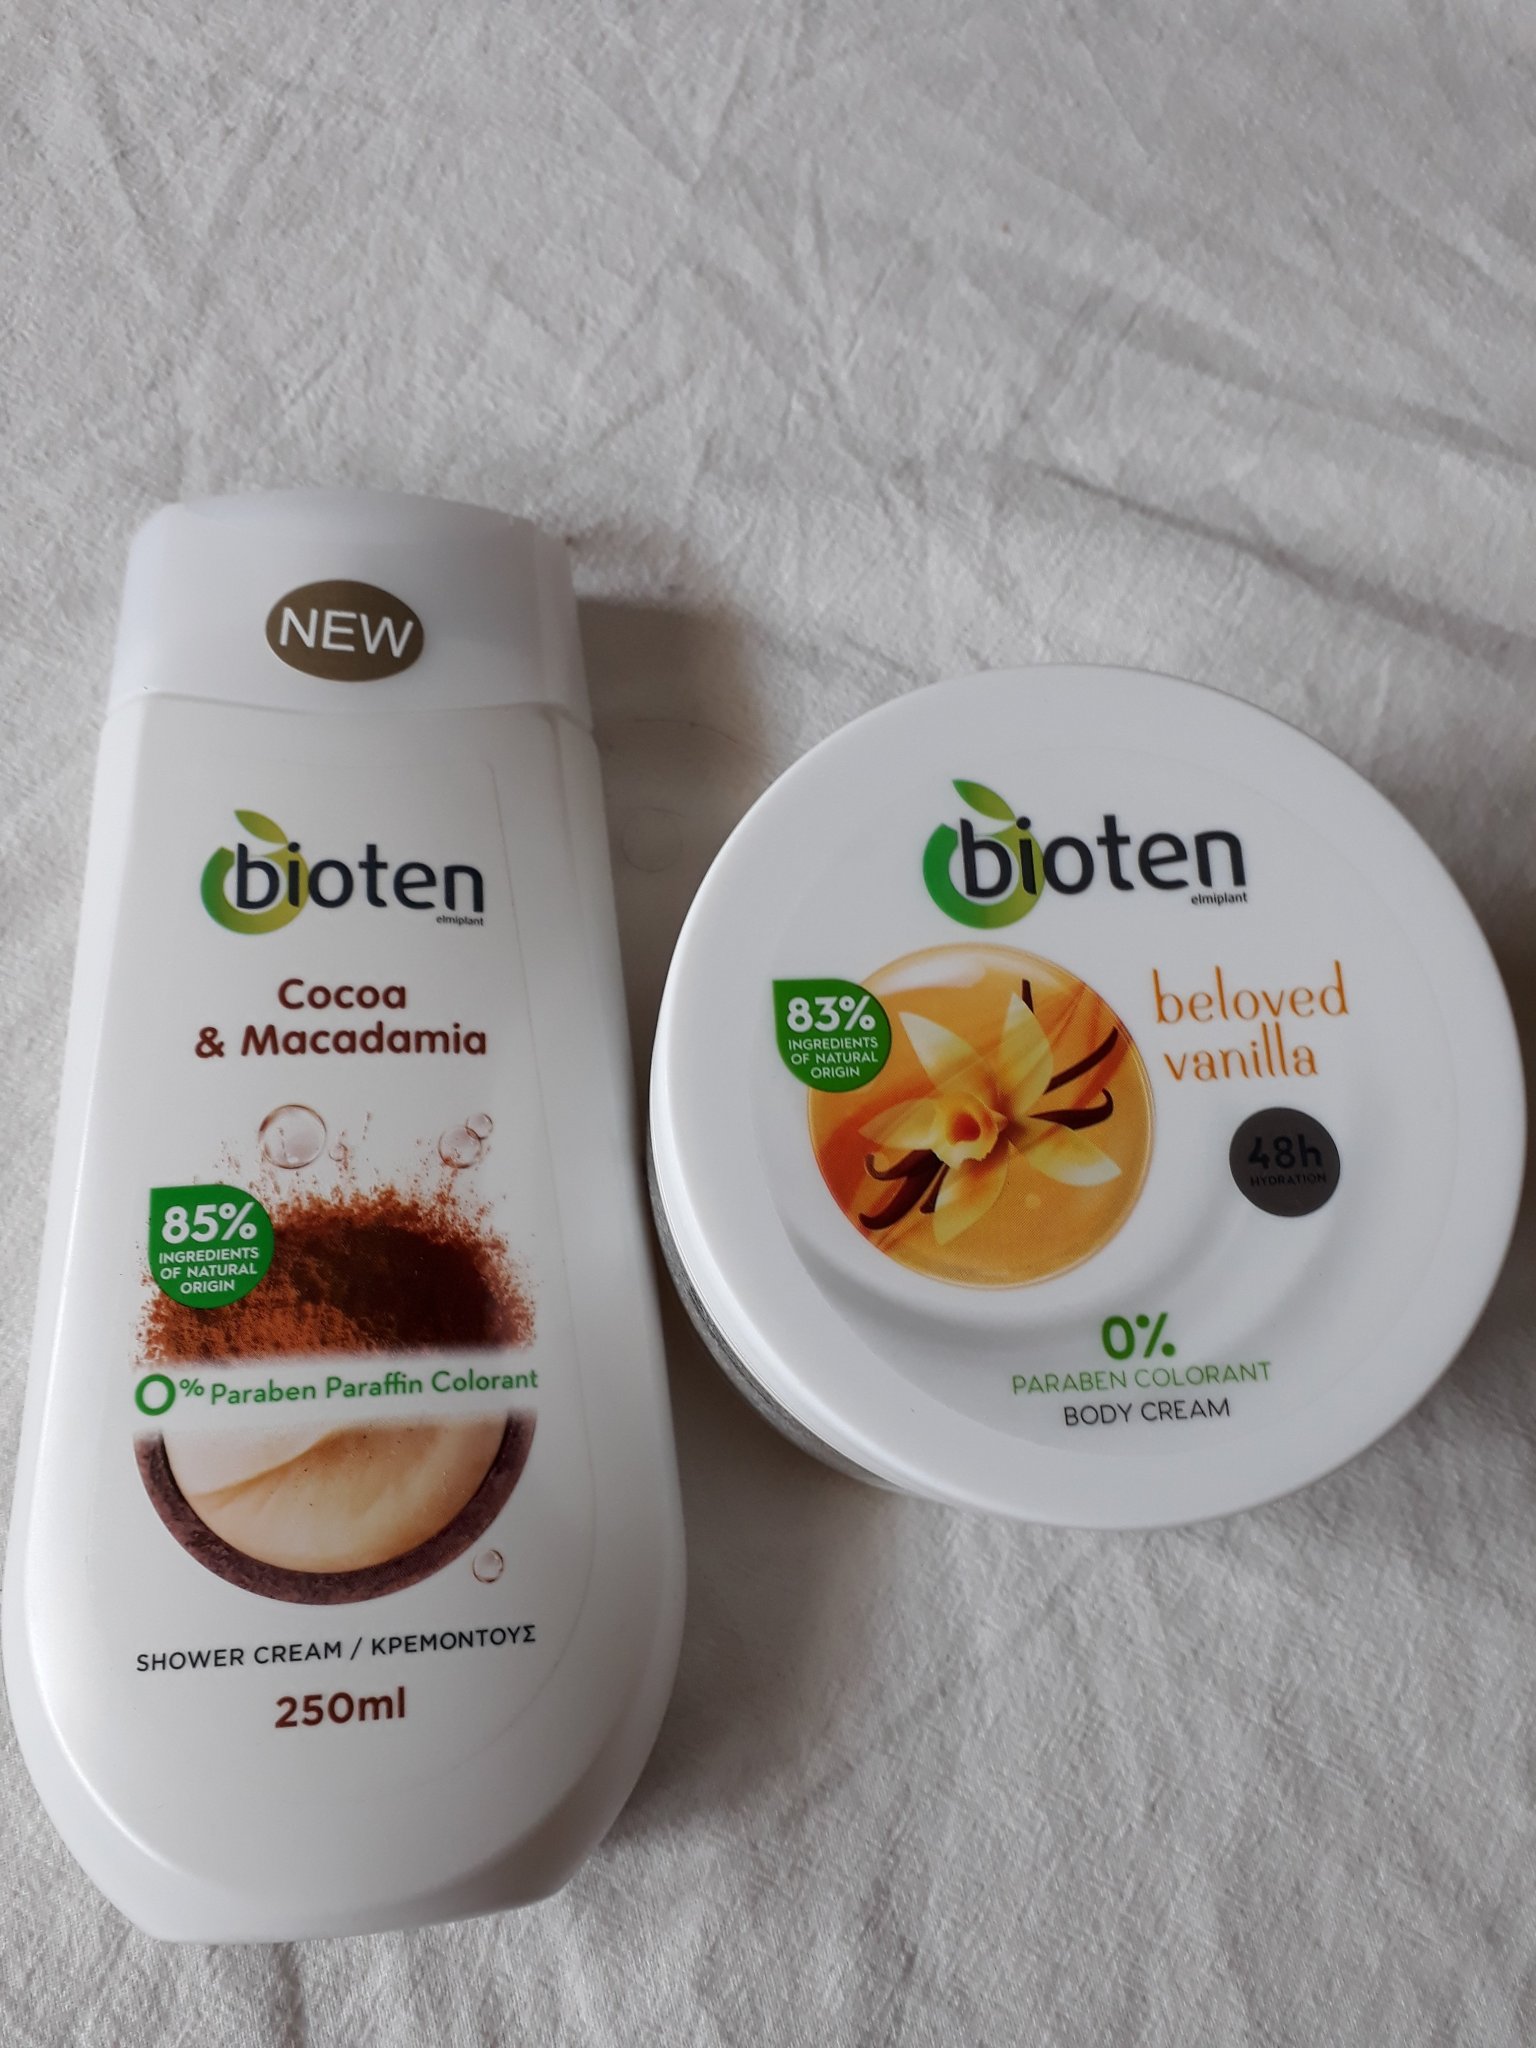 NEW
bioten
elmiplant
Cocoa
& Macadamia
85%
INGREDIENTS
OF NATURAL
ORIGIN
0% Paraben Paraffin Colorant
SHOWER CREAM / ΚΡΕΜΟΝΤΟΥΣ
250ml
bioten
elmiplant
83%
INGREDIENTS
OF NATURAL
ORIGIN
beloved
vanilla
48h
HYDRATION
0%
PARABEN COLORANT
BODY CREAM